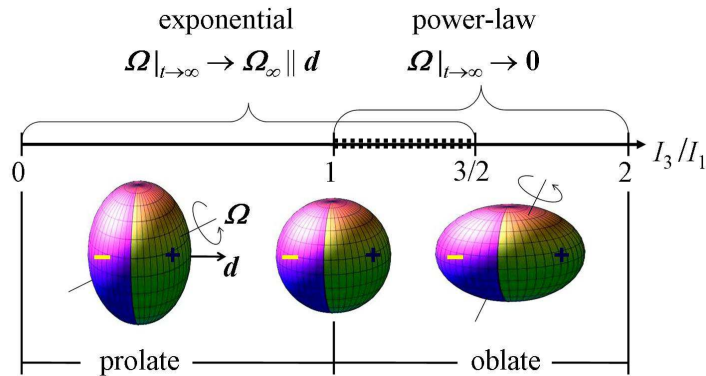 exponential power-law
Ω|t→∞ → Ω∞ ∥ d Ω|t→∞ → 0
0 1 3/2 2 I₃/I₁
Ω
− + − + − +
d
prolate oblate